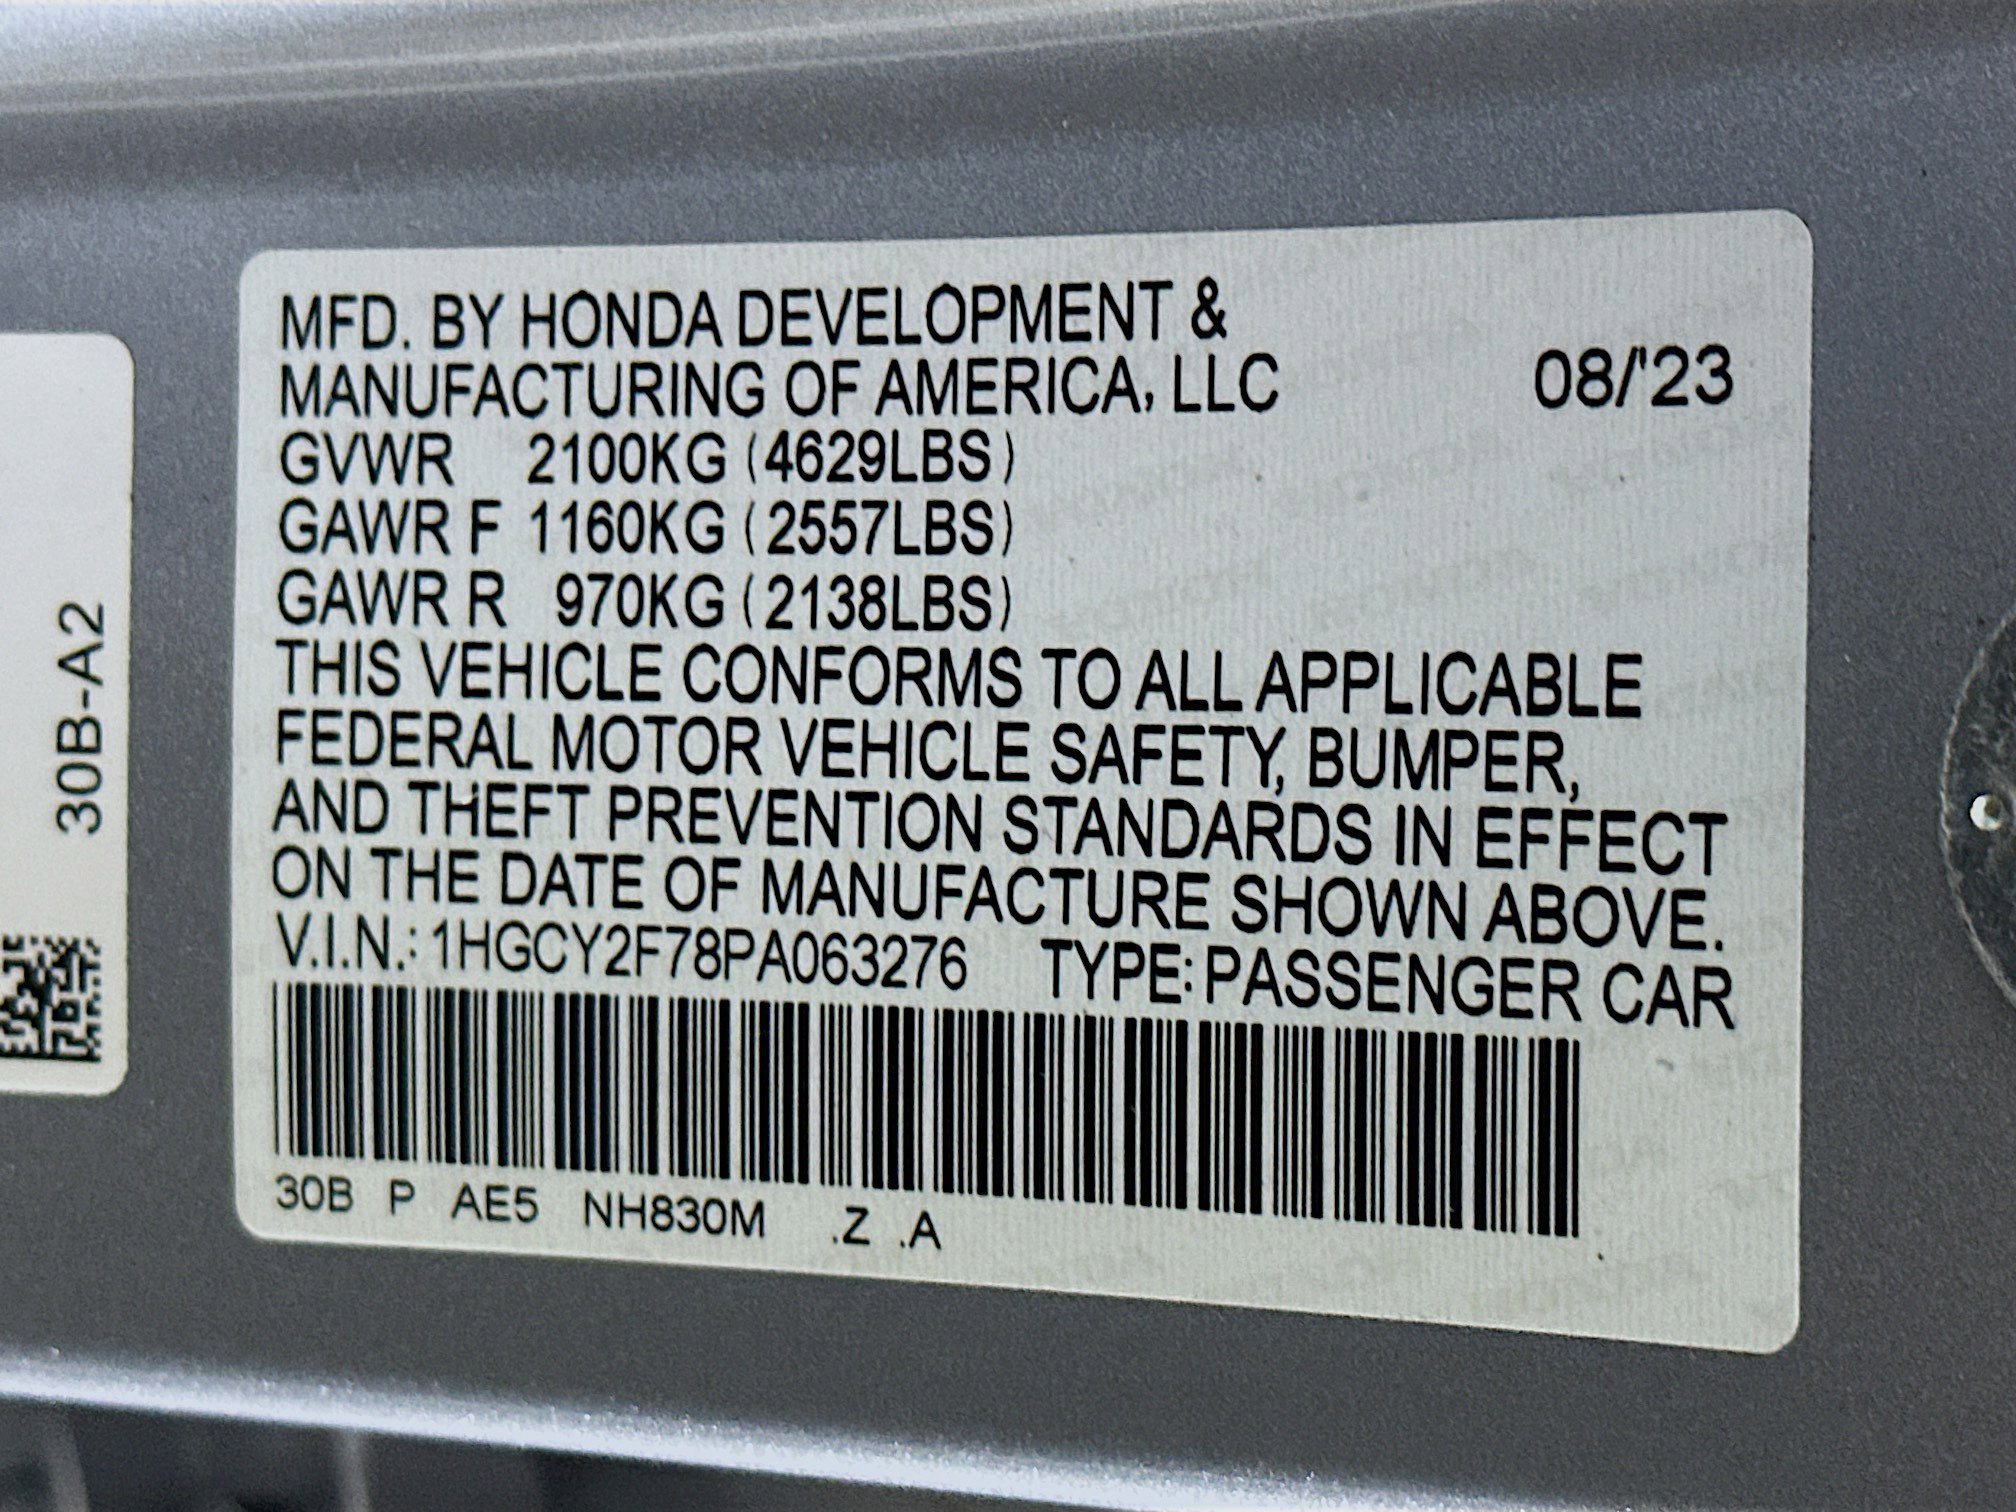 MFD. BY HONDA DEVELOPMENT &
MANUFACTURING OF AMERICA, LLC 08/'23
GVWR 2100KG (4629LBS)
GAWR F 1160KG (2557LBS)
GAWR R 970KG (2138LBS)
THIS VEHICLE CONFORMS TO ALL APPLICABLE
FEDERAL MOTOR VEHICLE SAFETY, BUMPER,
AND THEFT PREVENTION STANDARDS IN EFFECT
ON THE DATE OF MANUFACTURE SHOWN ABOVE.
V.I.N.: 1HGCY2F78PA063276 TYPE: PASSENGER CAR
30B P AE5 NH830M .Z .A
30B-A2